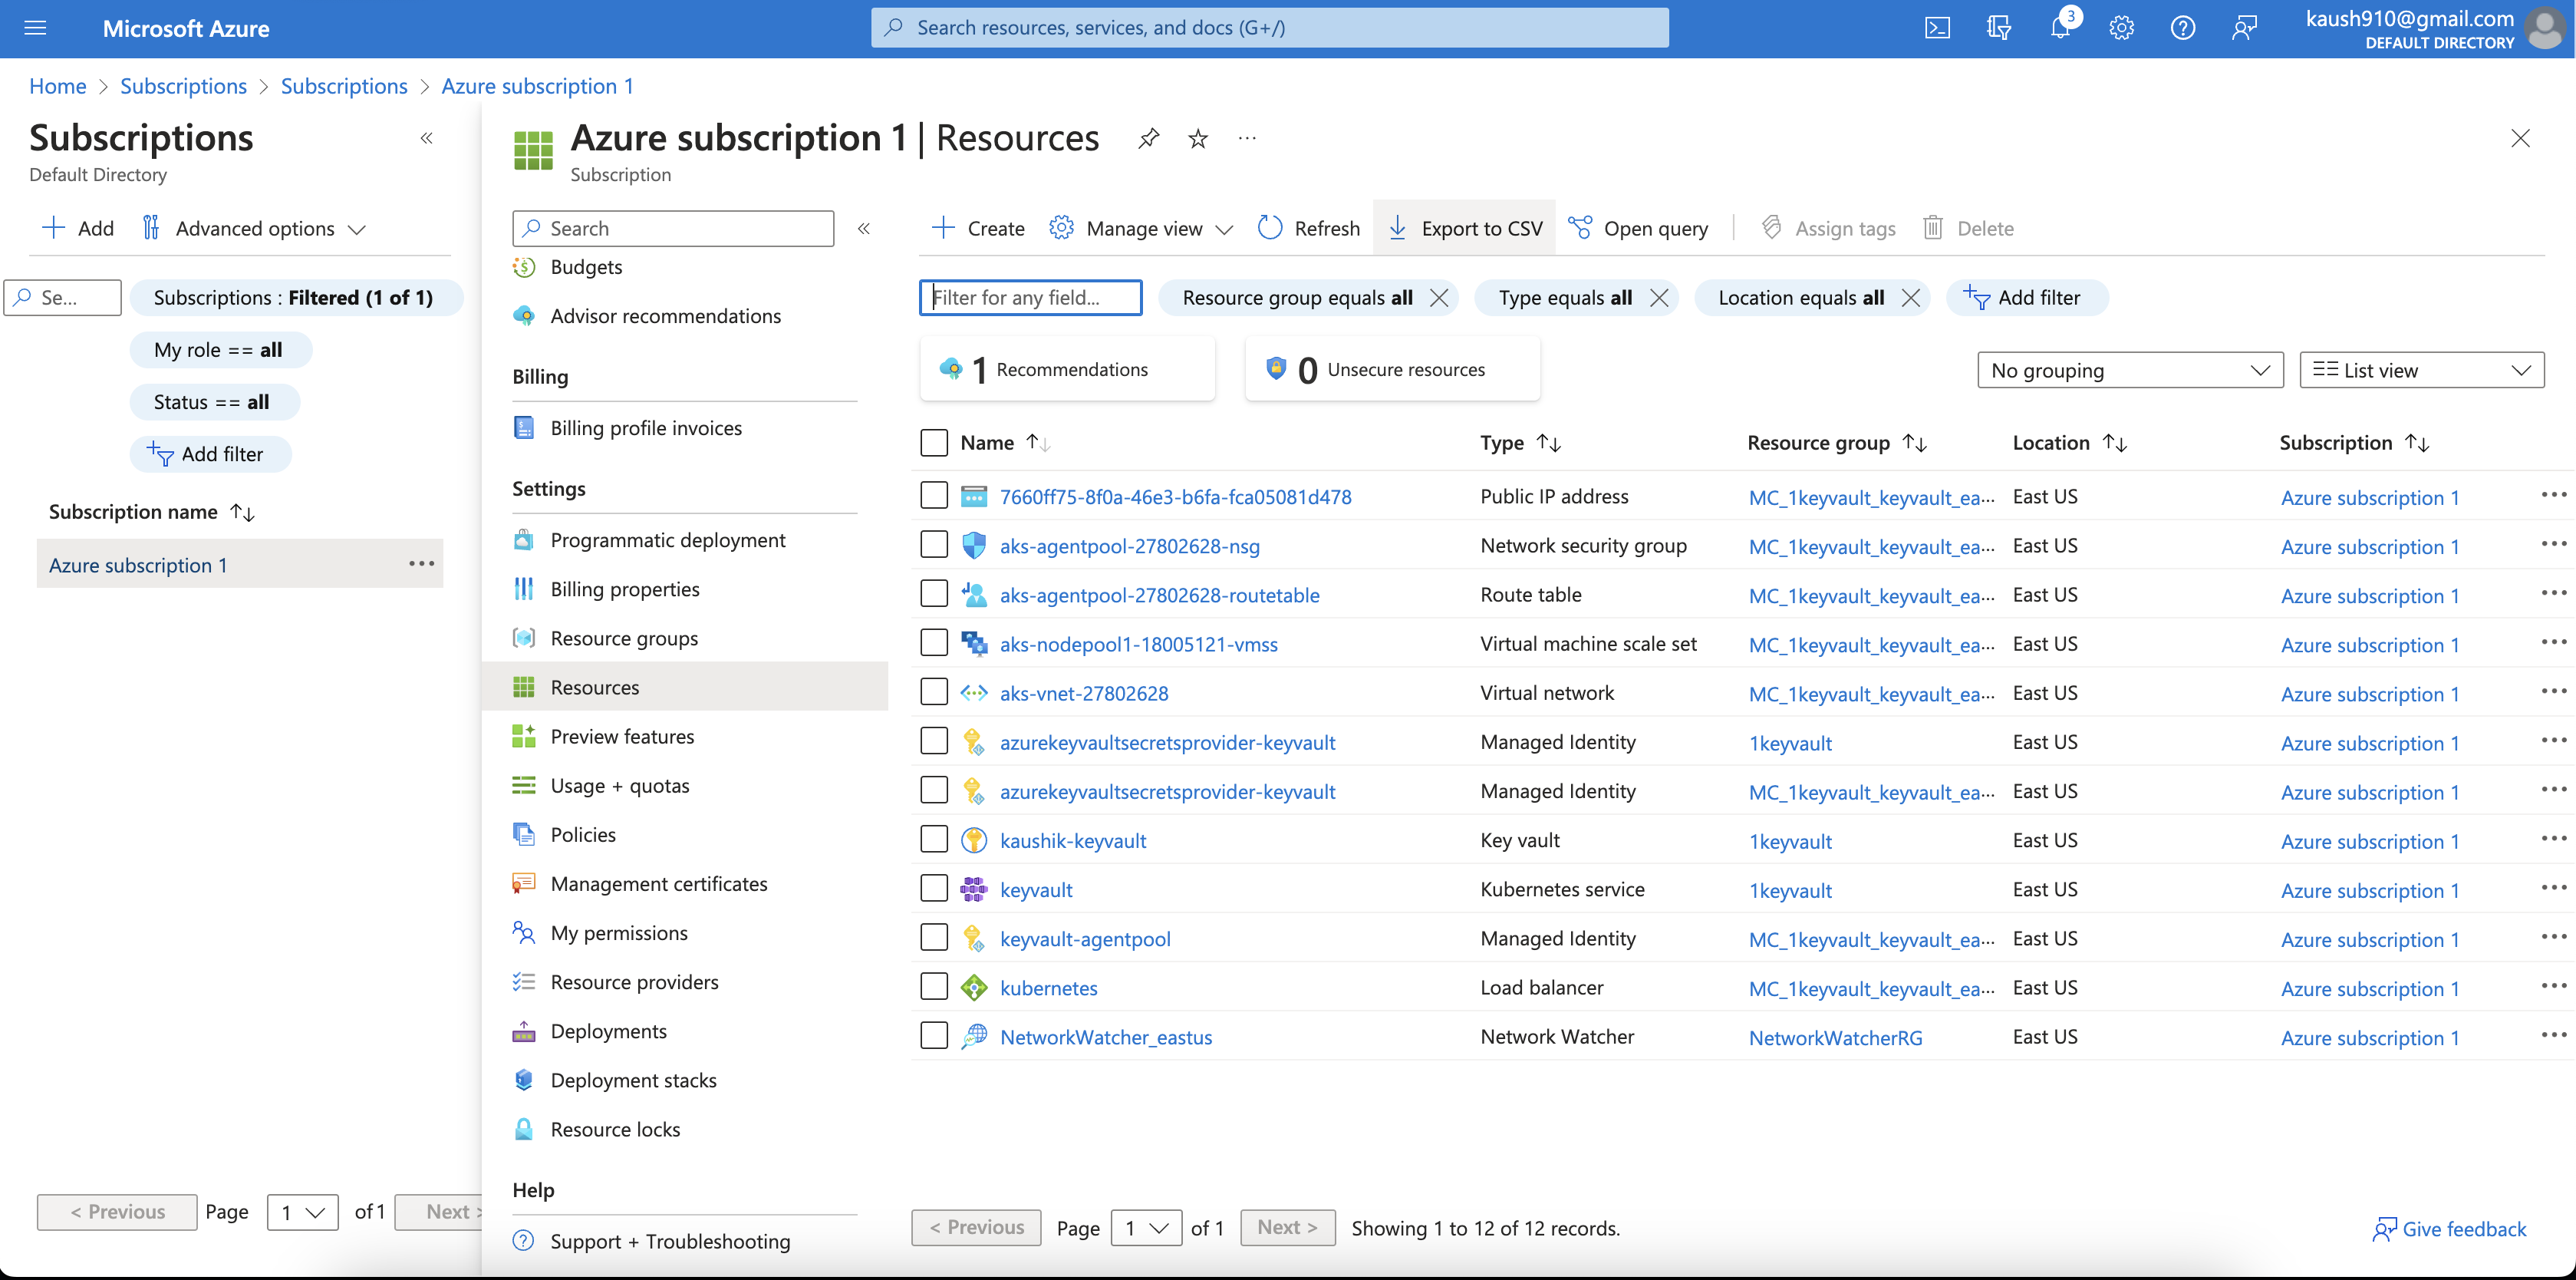 Microsoft Azure
Search resources, services, and docs (G+/)
3
kaush910@gmail.com
DEFAULT DIRECTORY
Home > Subscriptions > Subscriptions > Azure subscription 1
Subscriptions
Default Directory
+ Add Advanced options
Se...
Subscriptions : Filtered (1 of 1)
My role == all
Status == all
Add filter
Subscription name
Azure subscription 1 ...
< Previous Page 1 of 1 Next >
Azure subscription 1 | Resources ...
Subscription
Search
Budgets
Advisor recommendations
Billing
Billing profile invoices
Settings
Programmatic deployment
Billing properties
Resource groups
Resources
Preview features
Usage + quotas
Policies
Management certificates
My permissions
Resource providers
Deployments
Deployment stacks
Resource locks
Help
Support + Troubleshooting
+ Create Manage view Refresh Export to CSV Open query Assign tags Delete
Filter for any field... Resource group equals all Type equals all Location equals all Add filter
1 Recommendations 0 Unsecure resources
No grouping List view
Name Type Resource group Location Subscription
7660ff75-8f0a-46e3-b6fa-fca05081d478 Public IP address MC_1keyvault_keyvault_ea... East US Azure subscription 1 ...
aks-agentpool-27802628-nsg Network security group MC_1keyvault_keyvault_ea... East US Azure subscription 1 ...
aks-agentpool-27802628-routetable Route table MC_1keyvault_keyvault_ea... East US Azure subscription 1 ...
aks-nodepool1-18005121-vmss Virtual machine scale set MC_1keyvault_keyvault_ea... East US Azure subscription 1 ...
aks-vnet-27802628 Virtual network MC_1keyvault_keyvault_ea... East US Azure subscription 1 ...
azurekeyvaultsecretsprovider-keyvault Managed Identity 1keyvault East US Azure subscription 1 ...
azurekeyvaultsecretsprovider-keyvault Managed Identity MC_1keyvault_keyvault_ea... East US Azure subscription 1 ...
kaushik-keyvault Key vault 1keyvault East US Azure subscription 1 ...
keyvault Kubernetes service 1keyvault East US Azure subscription 1 ...
keyvault-agentpool Managed Identity MC_1keyvault_keyvault_ea... East US Azure subscription 1 ...
kubernetes Load balancer MC_1keyvault_keyvault_ea... East US Azure subscription 1 ...
NetworkWatcher_eastus Network Watcher NetworkWatcherRG East US Azure subscription 1 ...
< Previous Page 1 of 1 Next > Showing 1 to 12 of 12 records.
Give feedback